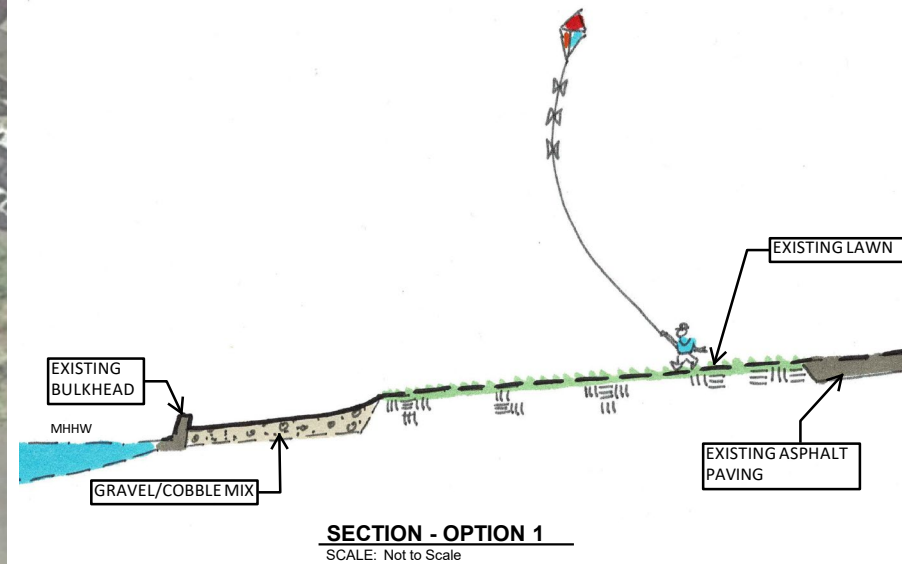 EXISTING LAWN
EXISTING
BULKHEAD
MHHW
GRAVEL/COBBLE MIX
EXISTING ASPHALT
PAVING
SECTION - OPTION 1
SCALE: Not to Scale